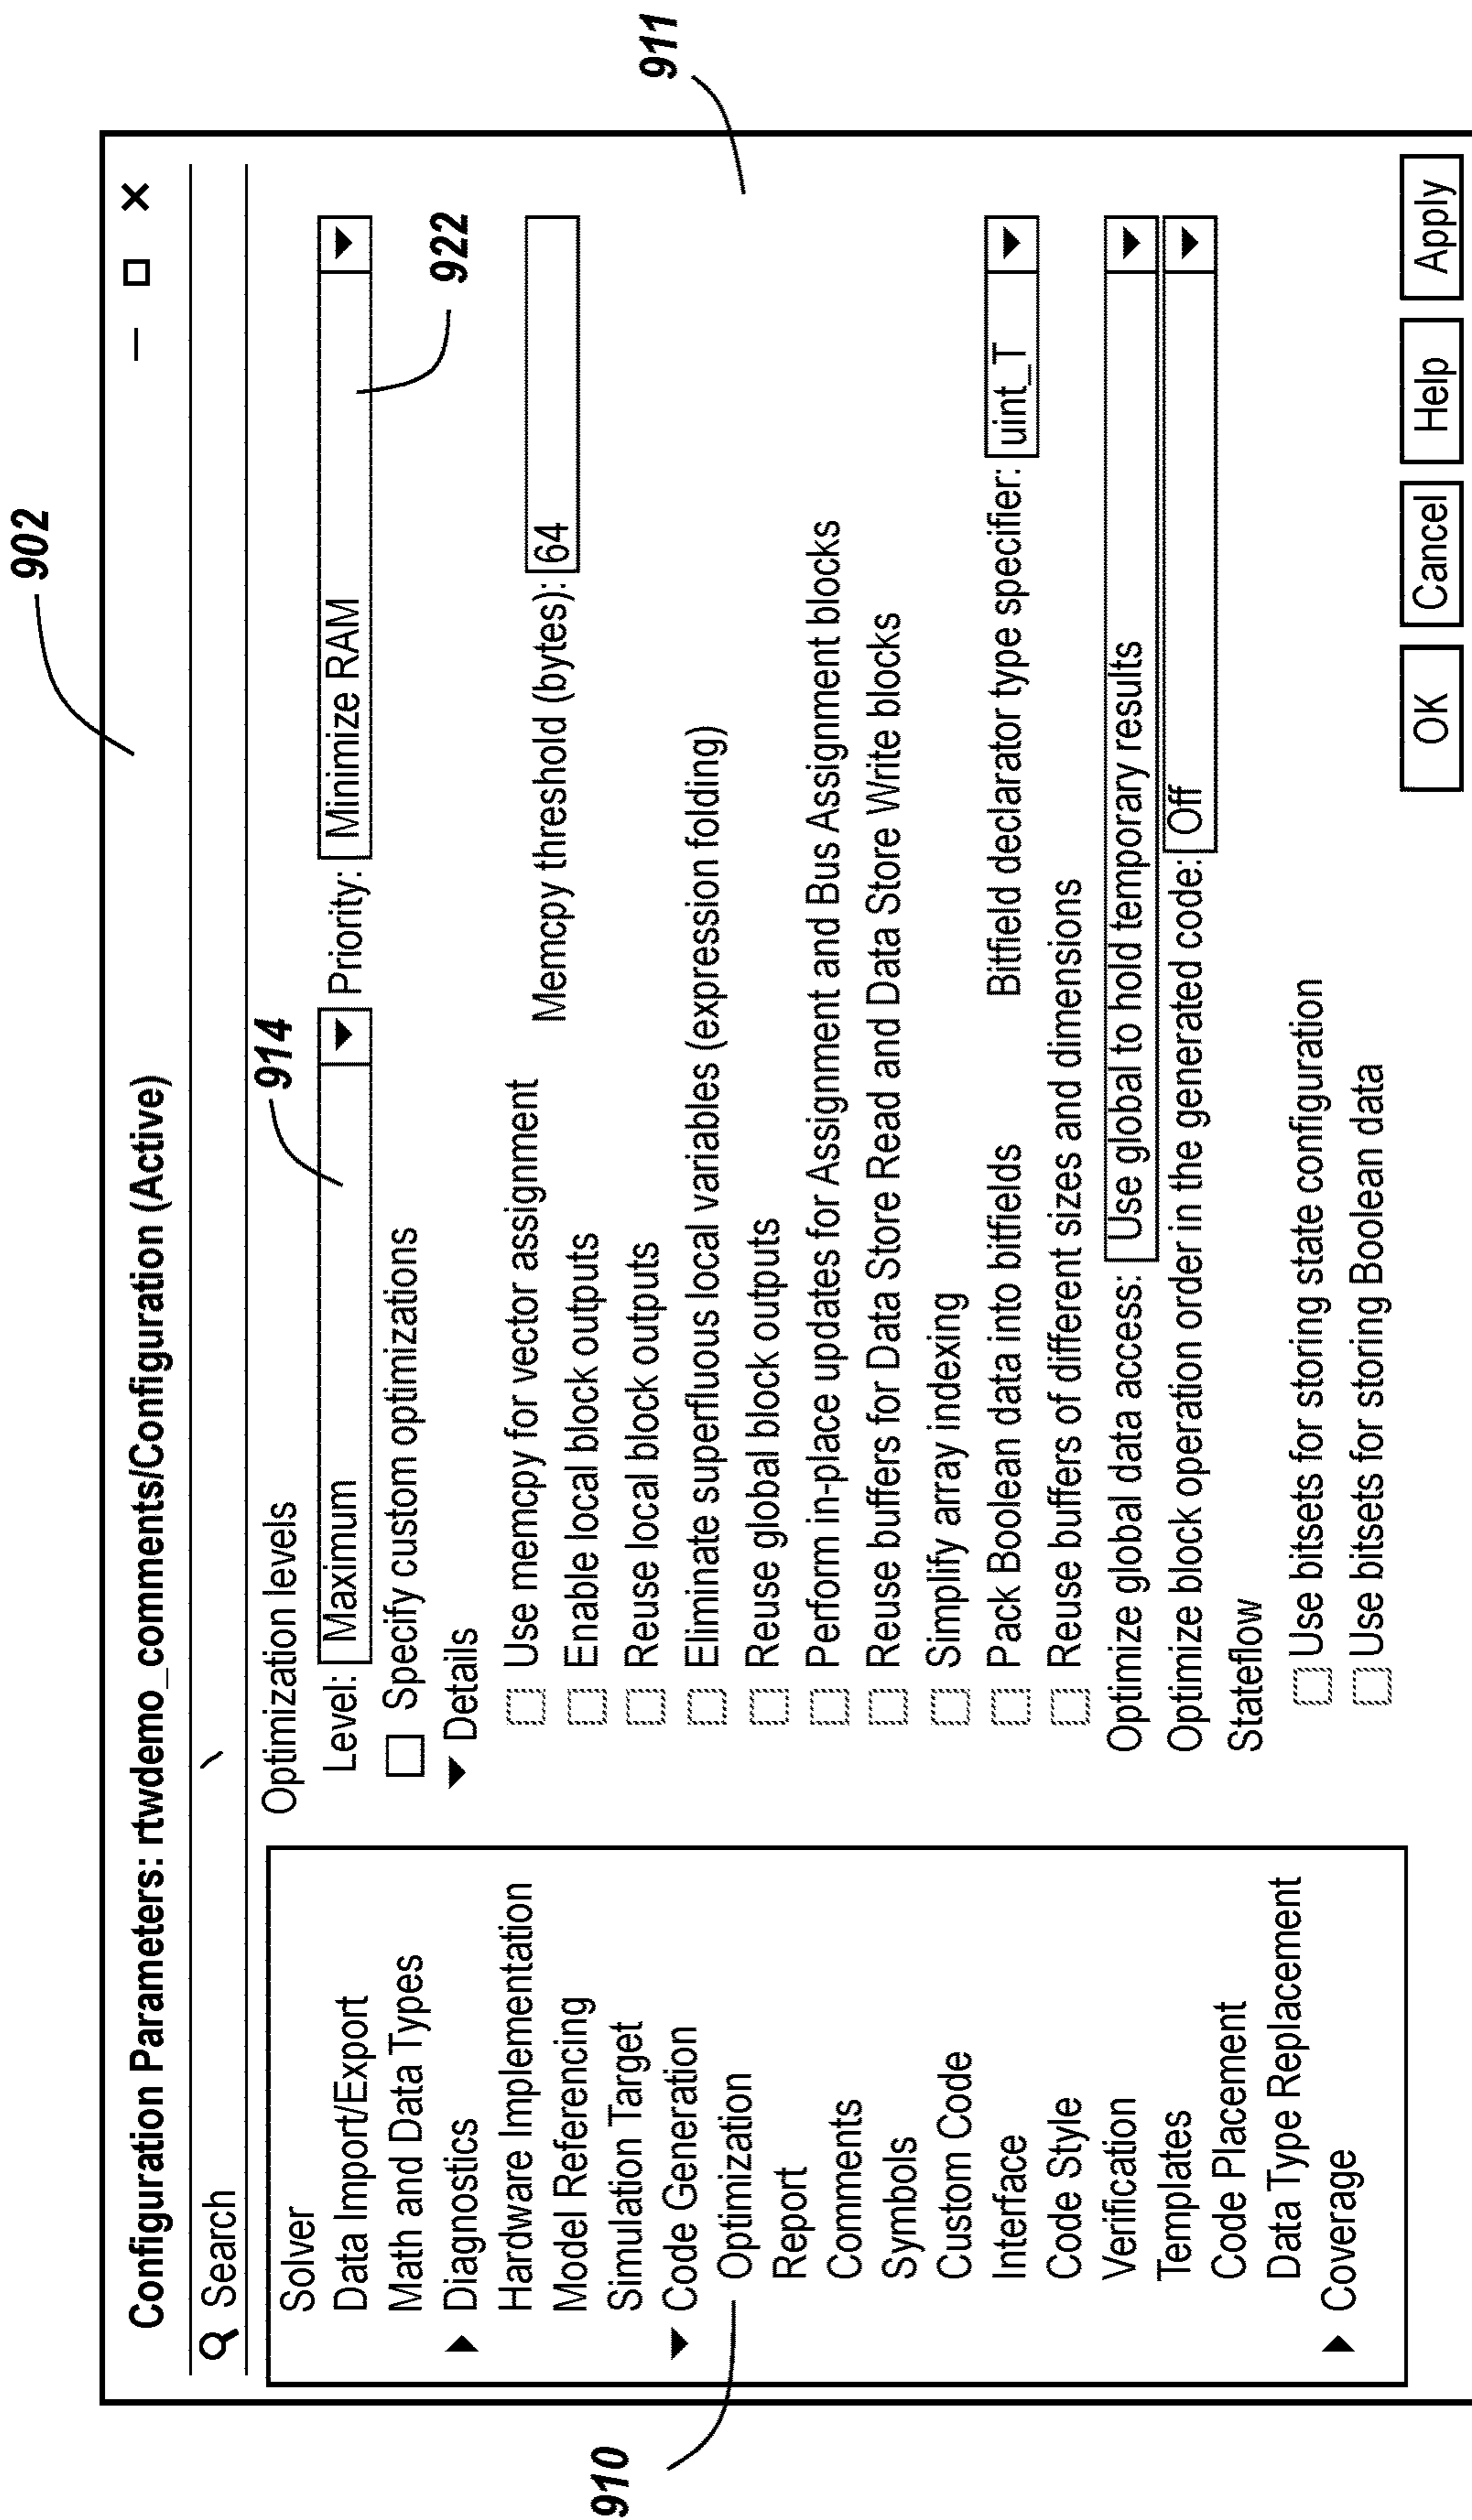 902
Configuration Parameters: rtwdemo_comments/Configuration (Active)
Search
Solver
Data Import/Export
Math and Data Types
Diagnostics
Hardware Implementation
Model Referencing
Simulation Target
Code Generation
Optimization
Report
Comments
Symbols
Custom Code
Interface
Code Style
Verification
Templates
Code Placement
Data Type Replacement
Coverage
910
Optimization levels
914
Level: Maximum Priority: Minimize RAM
922
Specify custom optimizations
Details
Use memcpy for vector assignment Memcpy threshold (bytes): 64
Enable local block outputs
Reuse local block outputs
911
Eliminate superfluous local variables (expression folding)
Reuse global block outputs
Perform in-place updates for Assignment and Bus Assignment blocks
Reuse buffers for Data Store Read and Data Store Write blocks
Simplify array indexing
Pack Boolean data into bitfields Bitfield declarator type specifier: uint_T
Reuse buffers of different sizes and dimensions
Optimize global data access: Use global to hold temporary results
Optimize block operation order in the generated code: Off
Stateflow
Use bitsets for storing state configuration
Use bitsets for storing Boolean data
OK Cancel Help Apply